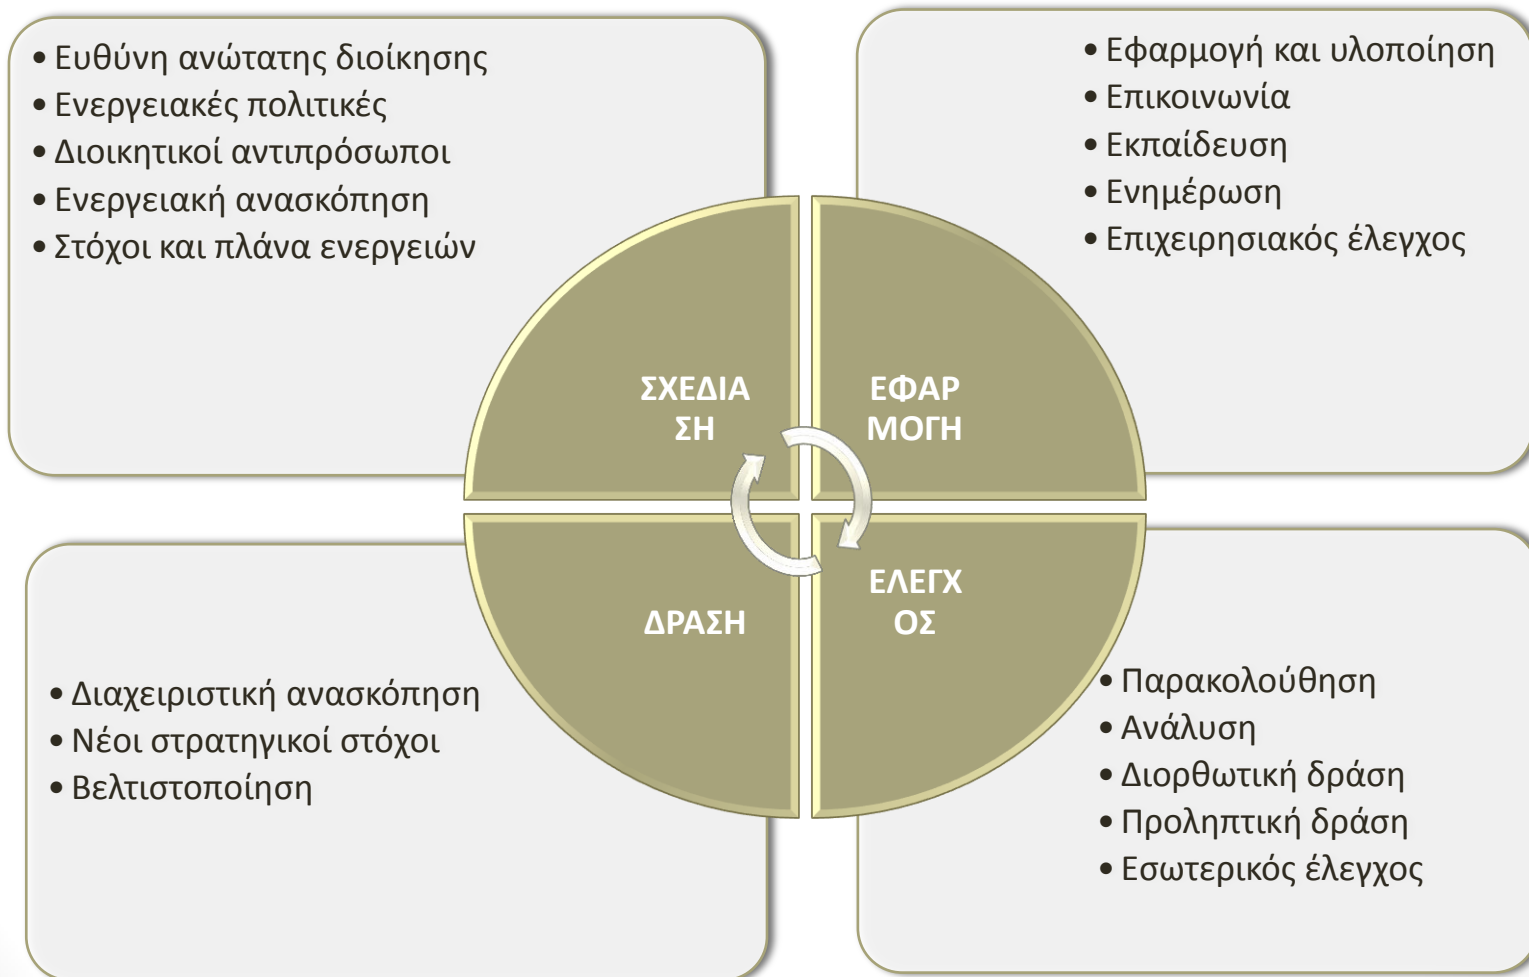 • Ευθύνη ανώτατης διοίκησης
• Ενεργειακές πολιτικές
• Διοικητικοί αντιπρόσωποι
• Ενεργειακή ανασκόπηση
• Στόχοι και πλάνα ενεργειών
• Εφαρμογή και υλοποίηση
• Επικοινωνία
• Εκπαίδευση
• Ενημέρωση
• Επιχειρησιακός έλεγχος
ΣΧΕΔΙΑ
ΣΗ
ΕΦΑΡ
ΜΟΓΗ
ΔΡΑΣΗ
ΕΛΕΓΧ
ΟΣ
• Διαχειριστική ανασκόπηση
• Νέοι στρατηγικοί στόχοι
• Βελτιστοποίηση
• Παρακολούθηση
• Ανάλυση
• Διορθωτική δράση
• Προληπτική δράση
• Εσωτερικός έλεγχος